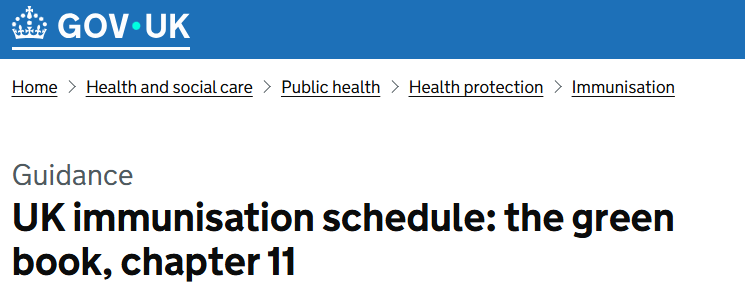 GOV·UK
Home > Health and social care > Public health > Health protection > Immunisation
Guidance
UK immunisation schedule: the green
book, chapter 11